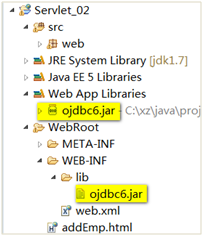 Servlet_02
src
web
JRE System Library [jdk1.7]
Java EE 5 Libraries
Web App Libraries
ojdbc6.jar - C:\xz\java\proj
WebRoot
META-INF
WEB-INF
lib
ojdbc6.jar
web.xml
addEmp.html